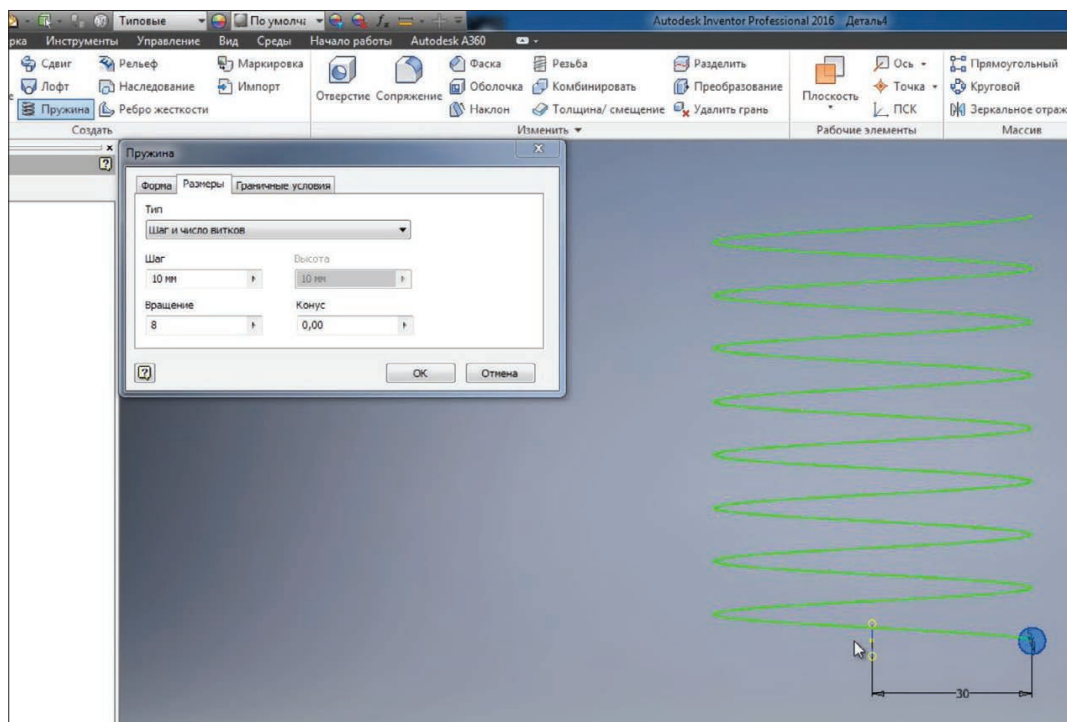 Типовые По умолча fx Autodesk Inventor Professional 2016 Деталь4
рка Инструменты Управление Вид Среды Начало работы Autodesk A360
Сдвиг Рельеф Маркировка Фаска Резьба Разделить Ось Прямоугольный
Лофт Наследование Импорт Отверстие Сопряжение Оболочка Комбинировать Преобразование Плоскость Точка Круговой
Пружина Ребро жесткости Наклон Толщина/ смещение Удалить грань ПСК Зеркальное отраж
Создать Изменить Рабочие элементы Массив
Пружина
Форма Размеры Граничные условия
Тип
Шаг и число витков
Шаг Высота
10 мм 10 мм
Вращение Конус
8 0,00
ОК Отмена
30